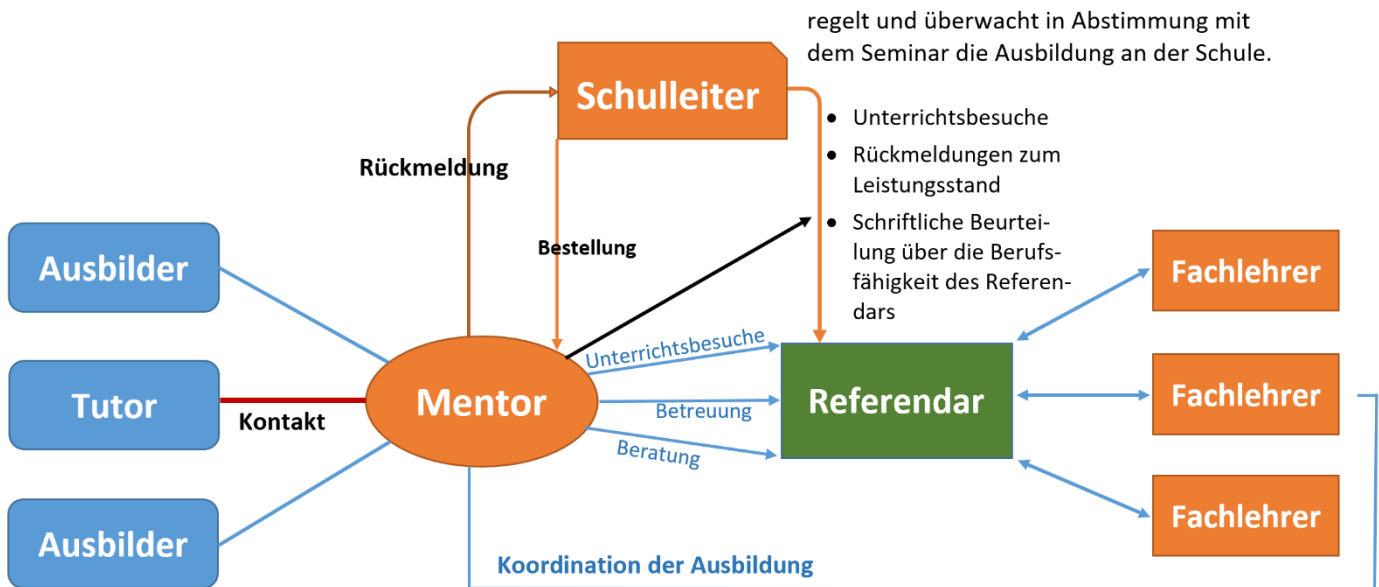 regelt und überwacht in Abstimmung mit
dem Seminar die Ausbildung an der Schule.
Schulleiter
• Unterrichtsbesuche
• Rückmeldungen zum
Leistungsstand
• Schriftliche Beurtei-
lung über die Berufs-
fähigkeit des Referen-
dars
Rückmeldung
Bestellung
Ausbilder
Tutor
Ausbilder
Kontakt
Mentor
Unterrichtsbesuche
Betreuung
Beratung
Referendar
Fachlehrer
Fachlehrer
Fachlehrer
Koordination der Ausbildung